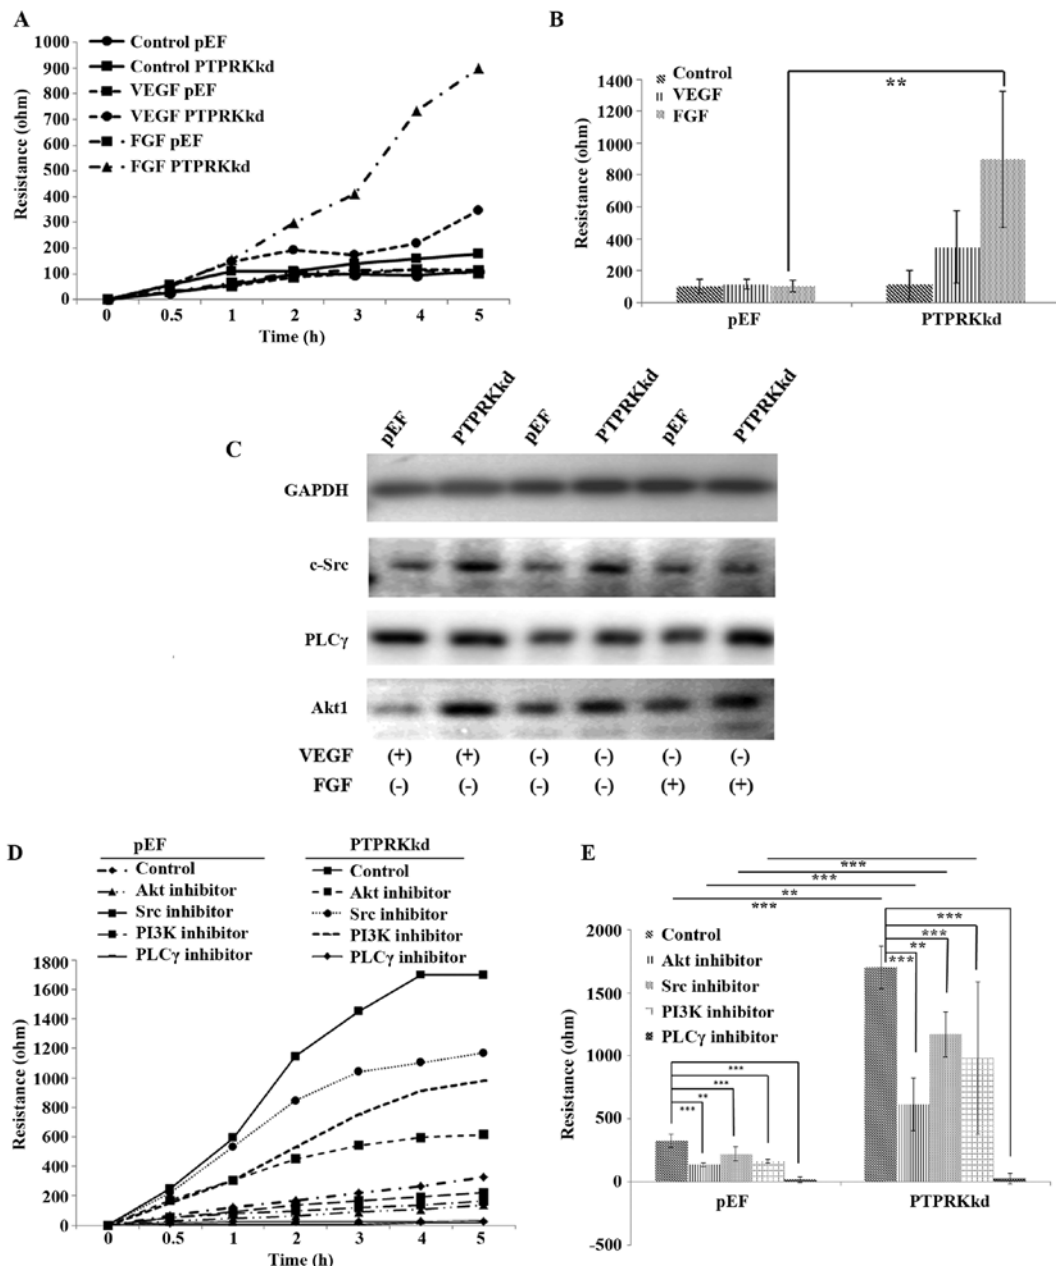 A
Resistance (ohm)
1000
900
800
700
600
500
400
300
200
100
0
Control pEF
Control PTPRKkd
VEGF pEF
VEGF PTPRKkd
FGF pEF
FGF PTPRKkd
0 0.5 1 2 3 4 5
Time (h)
B
Resistance (ohm)
1400
1200
1000
800
600
400
200
0
Control
VEGF
FGF
**
pEF PTPRKkd
C
pEF PTPRKkd pEF PTPRKkd pEF PTPRKkd
GAPDH
c-Src
PLCγ
Akt1
VEGF (+) (+) (-) (-) (-) (-)
FGF (-) (-) (-) (-) (+) (+)
D
pEF
Control
Akt inhibitor
Src inhibitor
PI3K inhibitor
PLCγ inhibitor
PTPRKkd
Control
Akt inhibitor
Src inhibitor
PI3K inhibitor
PLCγ inhibitor
Resistance (ohm)
1800
1600
1400
1200
1000
800
600
400
200
0
0 0.5 1 2 3 4 5
Time (h)
E
***
***
**
***
Resistance (ohm)
2000
1500
1000
500
0
-500
Control
Akt inhibitor
Src inhibitor
PI3K inhibitor
PLCγ inhibitor
***
***
**
***
***
***
**
***
pEF PTPRKkd